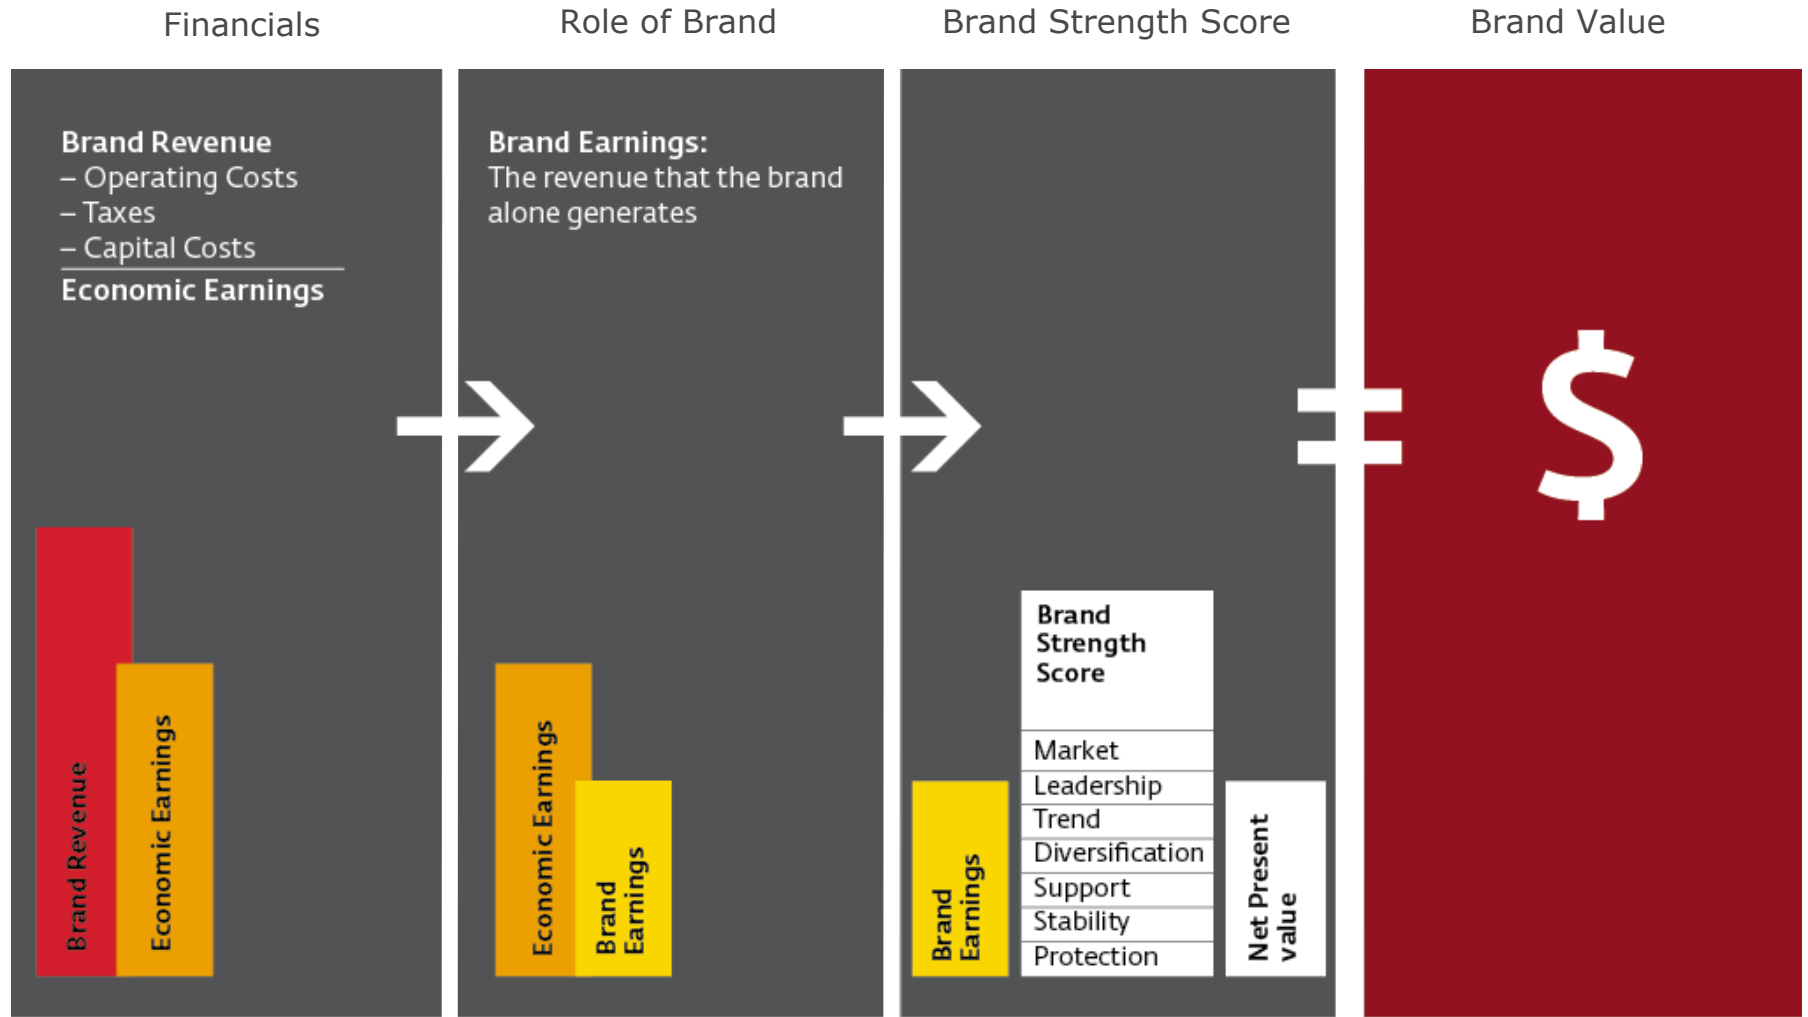 Financials
Role of Brand
Brand Strength Score
Brand Value
Brand Revenue
– Operating Costs
– Taxes
– Capital Costs
Economic Earnings
Brand Earnings:
The revenue that the brand
alone generates
$
Brand Revenue
Economic Earnings
Economic Earnings
Brand
Earnings
Brand
Earnings
Brand
Strength
Score
Market
Leadership
Trend
Diversification
Support
Stability
Protection
Net Present
value